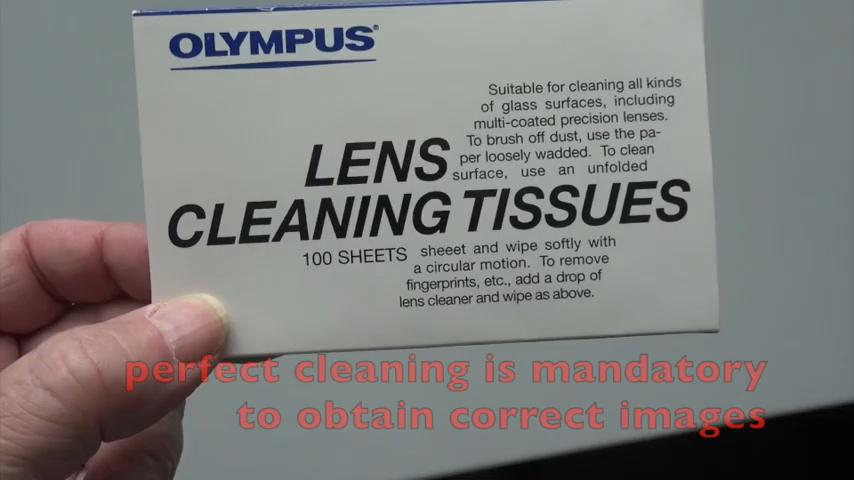 OLYMPUS®
Suitable for cleaning all kinds
of glass surfaces, including
multi-coated precision lenses.
To brush off dust, use the pa-
per loosely wadded. To clean
surface, use an unfolded
LENS
CLEANING TISSUES
100 SHEETS
sheeet and wipe softly with
a circular motion. To remove
fingerprints, etc., add a drop of
lens cleaner and wipe as above.
perfect cleaning is mandatory
to obtain correct images